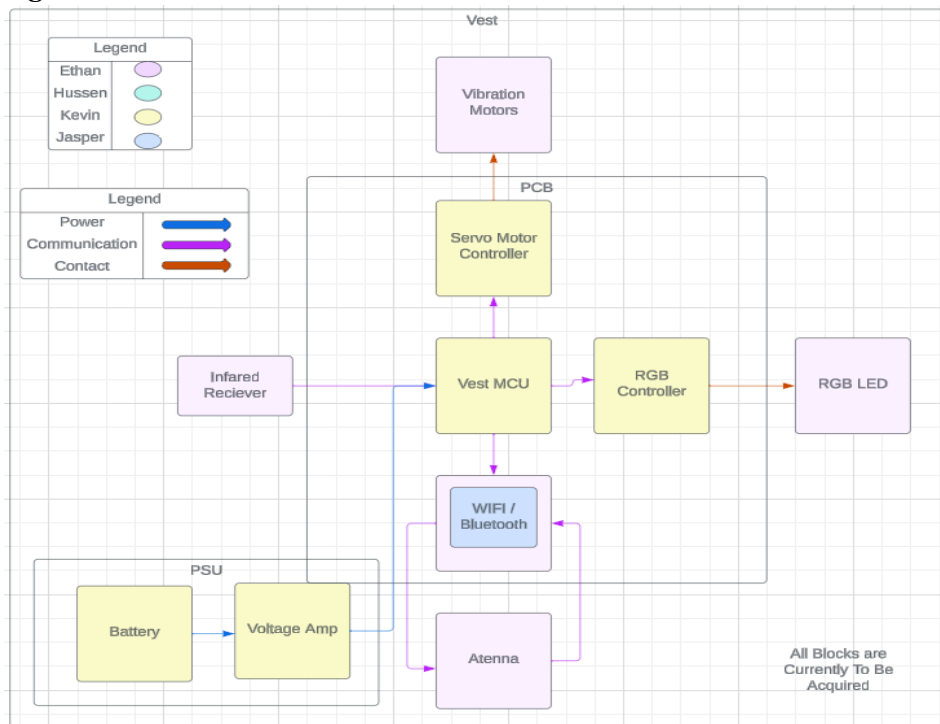 Vest
Legend
Ethan
Hussen
Kevin
Jasper
Vibration
Motors
Legend
Power
Communication
Contact
PCB
Servo Motor
Controller
Infared
Reciever
Vest MCU
RGB
Controller
RGB LED
WIFI /
Bluetooth
PSU
Battery
Voltage Amp
Atenna
All Blocks are
Currently To Be
Acquired